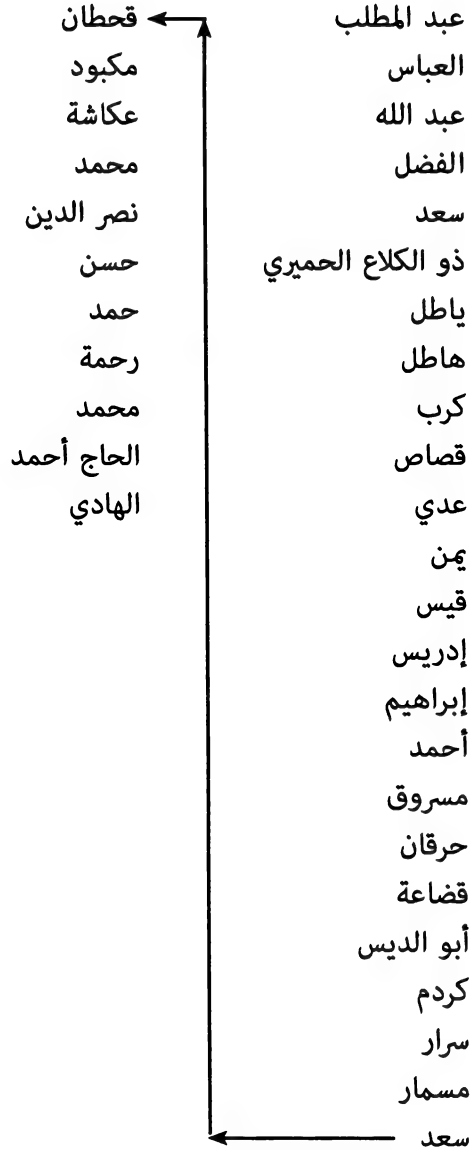 عبد المطلب
العباس
عبد الله
الفضل
سعد
ذو الكلاع الحميري
ياطل
هاطل
كرب
قصاص
عدي
يمن
قيس
إدريس
إبراهيم
أحمد
مسروق
حرقان
قضاعة
أبو الديس
كردم
سرار
مسمار
سعد
قحطان
مكبود
عكاشة
محمد
نصر الدين
حسن
حمد
رحمة
محمد
الحاج أحمد
الهادي